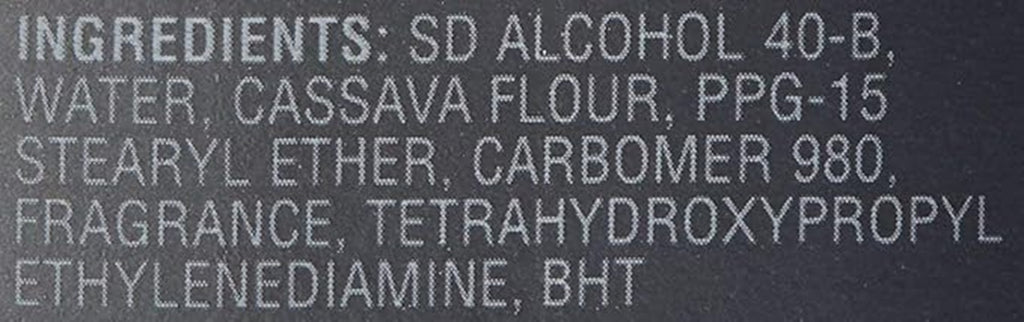 INGREDIENTS: SD ALCOHOL 40-B,
WATER, CASSAVA FLOUR, PPG-15
STEARYL ETHER, CARBOMER 980,
FRAGRANCE, TETRAHYDROXYPROPYL
ETHYLENEDIAMINE, BHT